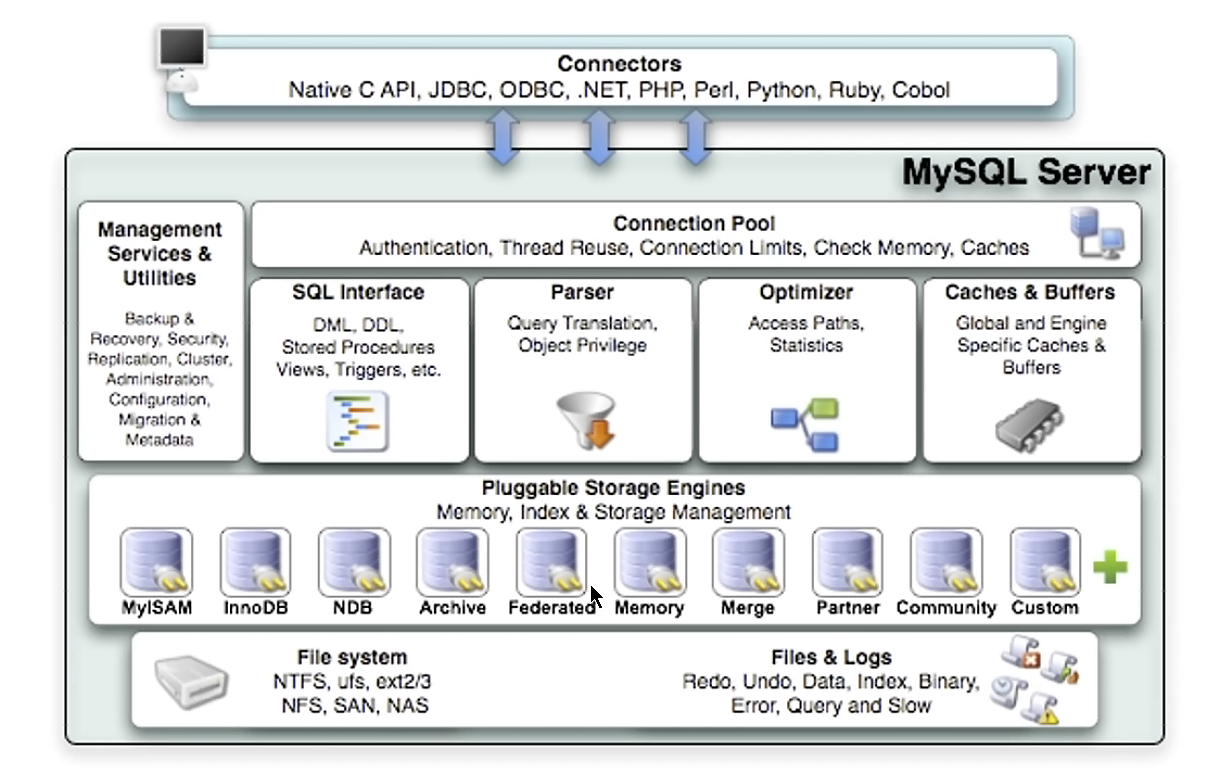 Connectors
Native C API, JDBC, ODBC, .NET, PHP, Perl, Python, Ruby, Cobol
MySQL Server
Management
Services &
Utilities
Backup &
Recovery, Security,
Replication, Cluster,
Administration,
Configuration,
Migration &
Metadata
Connection Pool
Authentication, Thread Reuse, Connection Limits, Check Memory, Caches
SQL Interface
DML, DDL,
Stored Procedures
Views, Triggers, etc.
Parser
Query Translation,
Object Privilege
Optimizer
Access Paths,
Statistics
Caches & Buffers
Global and Engine
Specific Caches &
Buffers
Pluggable Storage Engines
Memory, Index & Storage Management
MyISAM
InnoDB
NDB
Archive
Federated
Memory
Merge
Partner
Community
Custom
File system
NTFS, ufs, ext2/3
NFS, SAN, NAS
Files & Logs
Redo, Undo, Data, Index, Binary,
Error, Query and Slow